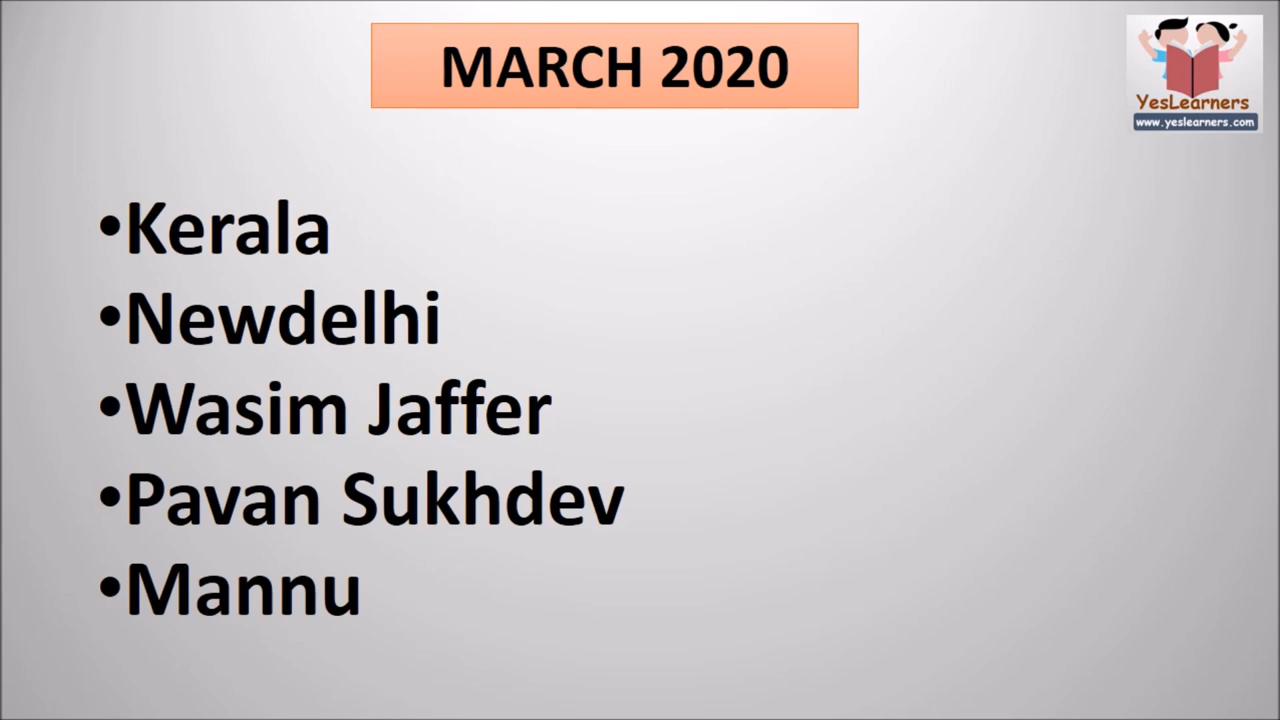 MARCH 2020
YesLearners
www.yeslearners.com
•Kerala
•Newdelhi
•Wasim Jaffer
•Pavan Sukhdev
•Mannu